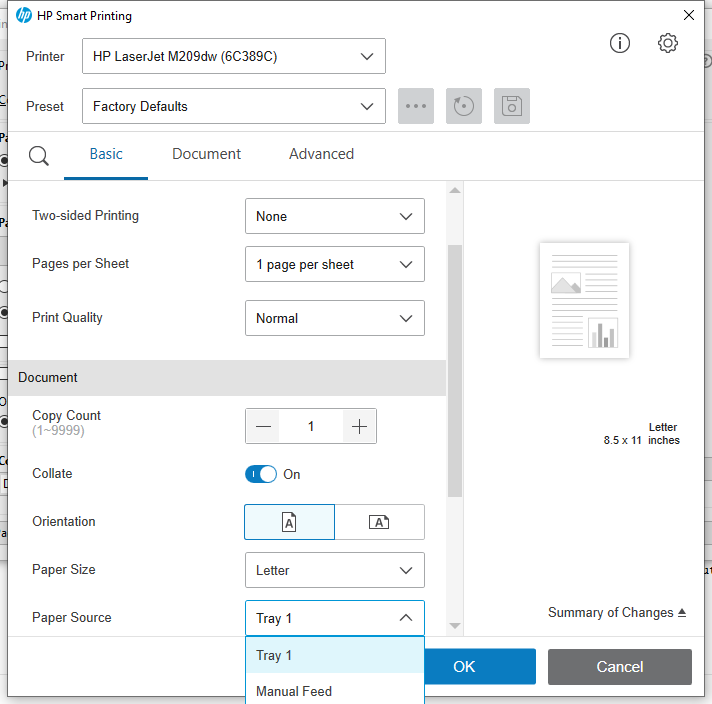 HP Smart Printing
Printer
HP LaserJet M209dw (6C389C)
Preset
Factory Defaults
Basic
Document
Advanced
Two-sided Printing
None
Pages per Sheet
1 page per sheet
Print Quality
Normal
Document
Copy Count
(1~9999)
1
Collate
On
Orientation
A
A
Paper Size
Letter
Paper Source
Tray 1
Tray 1
Manual Feed
Letter
8.5 x 11 inches
Summary of Changes
OK
Cancel